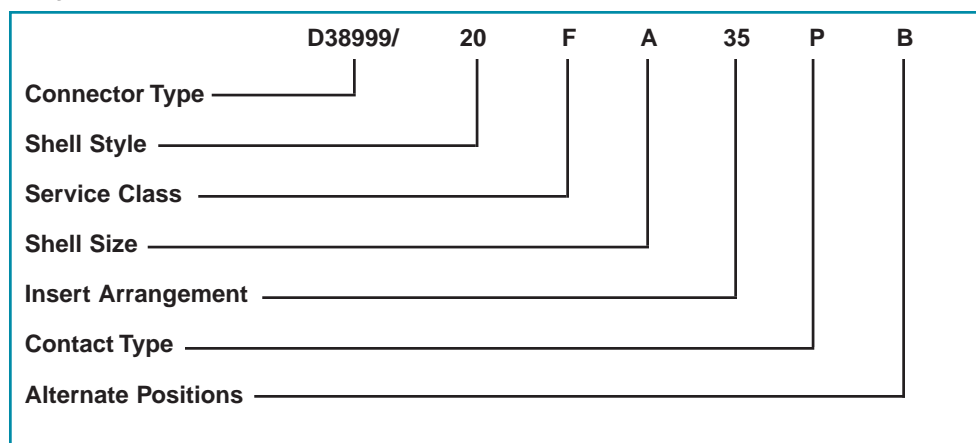 D38999/ 20 F A 35 P B
Connector Type
Shell Style
Service Class
Shell Size
Insert Arrangement
Contact Type
Alternate Positions